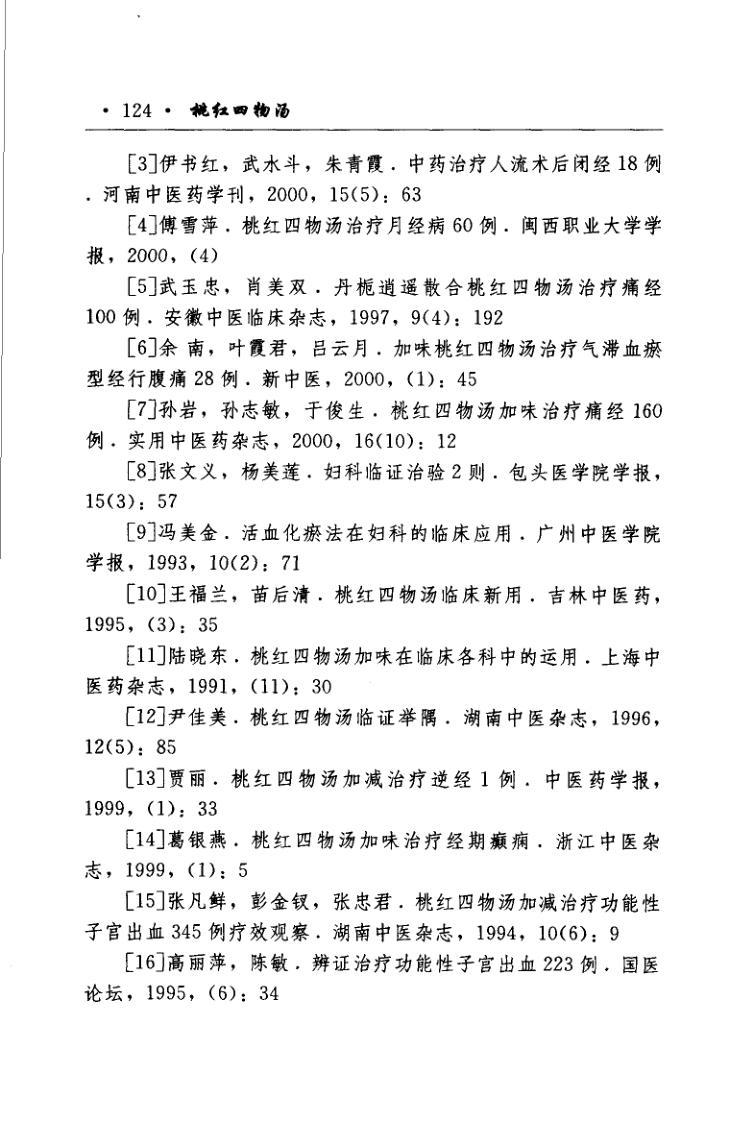 · 124 · 桃红四物汤
[3]伊书红，武水斗，朱青霞．中药治疗人流术后闭经 18 例
．河南中医药学刊，2000，15(5)：63
[4]傅雪萍．桃红四物汤治疗月经病 60 例．闽西职业大学学
报，2000，(4)
[5]武玉忠，肖美双．丹栀逍遥散合桃红四物汤治疗痛经
100 例．安徽中医临床杂志，1997，9(4)：192
[6]余 南，叶霞君，吕云月．加味桃红四物汤治疗气滞血瘀
型经行腹痛 28 例．新中医，2000，(1)：45
[7]孙岩，孙志敏，于俊生．桃红四物汤加味治疗痛经 160
例．实用中医药杂志，2000，16(10)：12
[8]张文义，杨美莲．妇科临证治验 2 则．包头医学院学报，
15(3)：57
[9]冯美金．活血化瘀法在妇科的临床应用．广州中医学院
学报，1993，10(2)：71
[10]王福兰，苗后清．桃红四物汤临床新用．吉林中医药，
1995，(3)：35
[11]陆晓东．桃红四物汤加味在临床各科中的运用．上海中
医药杂志，1991，(11)：30
[12]尹佳美．桃红四物汤临证举隅．湖南中医杂志，1996，
12(5)：85
[13]贾丽．桃红四物汤加减治疗逆经 1 例．中医药学报，
1999，(1)：33
[14]葛银燕．桃红四物汤加味治疗经期癫痫．浙江中医杂
志，1999，(1)：5
[15]张凡鲜，彭金钗，张忠君．桃红四物汤加减治疗功能性
子宫出血 345 例疗效观察．湖南中医杂志，1994，10(6)：9
[16]高丽萍，陈敏．辨证治疗功能性子宫出血 223 例．国医
论坛，1995，(6)：34